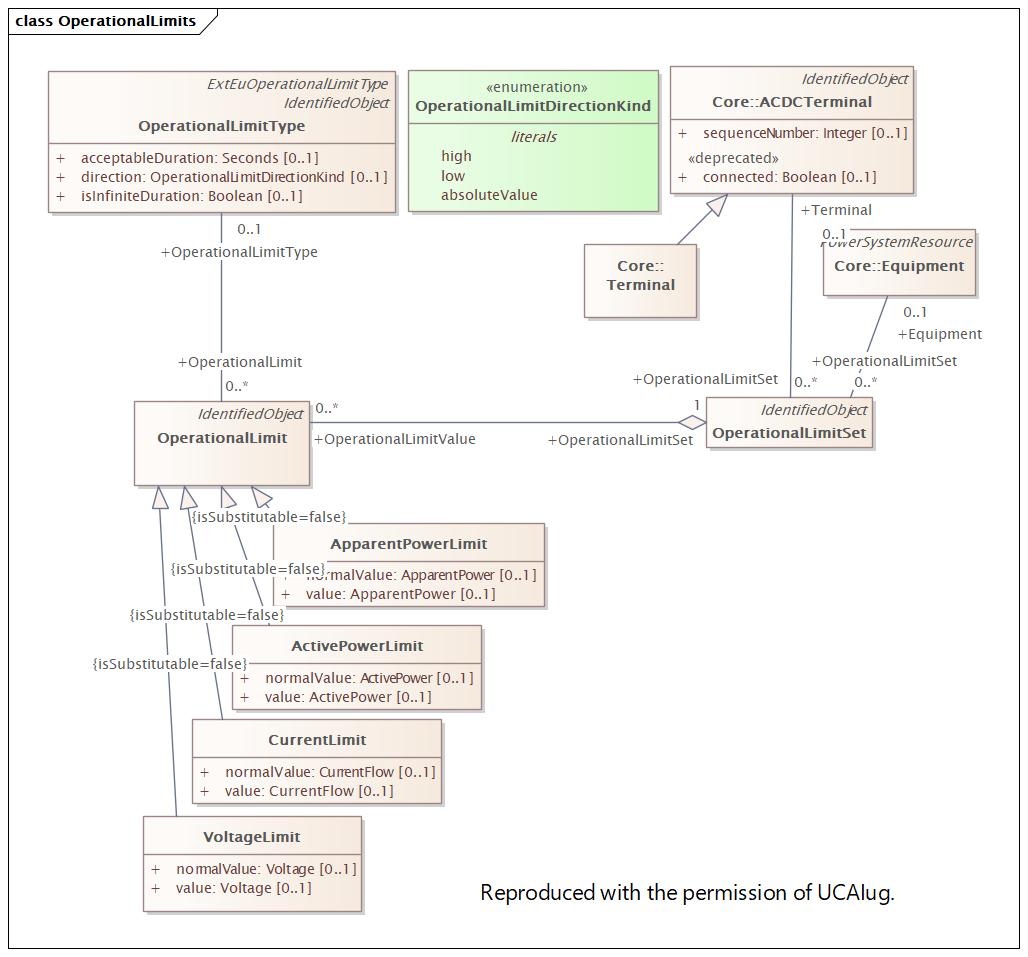 class OperationalLimits
ExtEuOperationalLimitType
IdentifiedObject
OperationalLimitType
+ acceptableDuration: Seconds [0..1]
+ direction: OperationalLimitDirectionKind [0..1]
+ isInfiniteDuration: Boolean [0..1]
«enumeration»
OperationalLimitDirectionKind
literals
high
low
absoluteValue
IdentifiedObject
Core::ACDCTerminal
+ sequenceNumber: Integer [0..1]
«deprecated»
+ connected: Boolean [0..1]
0..1
+OperationalLimitType
+Terminal
0..1
PowerSystemResource
Core::Equipment
Core::
Terminal
0..1
+Equipment
+OperationalLimit
0..*
+OperationalLimitSet
0..*
+OperationalLimitSet
0..*
IdentifiedObject
OperationalLimit
0..*
+OperationalLimitValue
1
+OperationalLimitSet
IdentifiedObject
OperationalLimitSet
{isSubstitutable=false}
ApparentPowerLimit
{isSubstitutable=false}
normalValue: ApparentPower [0..1]
+ value: ApparentPower [0..1]
{isSubstitutable=false}
ActivePowerLimit
{isSubstitutable=false}
+ normalValue: ActivePower [0..1]
+ value: ActivePower [0..1]
CurrentLimit
+ normalValue: CurrentFlow [0..1]
+ value: CurrentFlow [0..1]
VoltageLimit
+ normalValue: Voltage [0..1]
+ value: Voltage [0..1]
Reproduced with the permission of UCAIug.